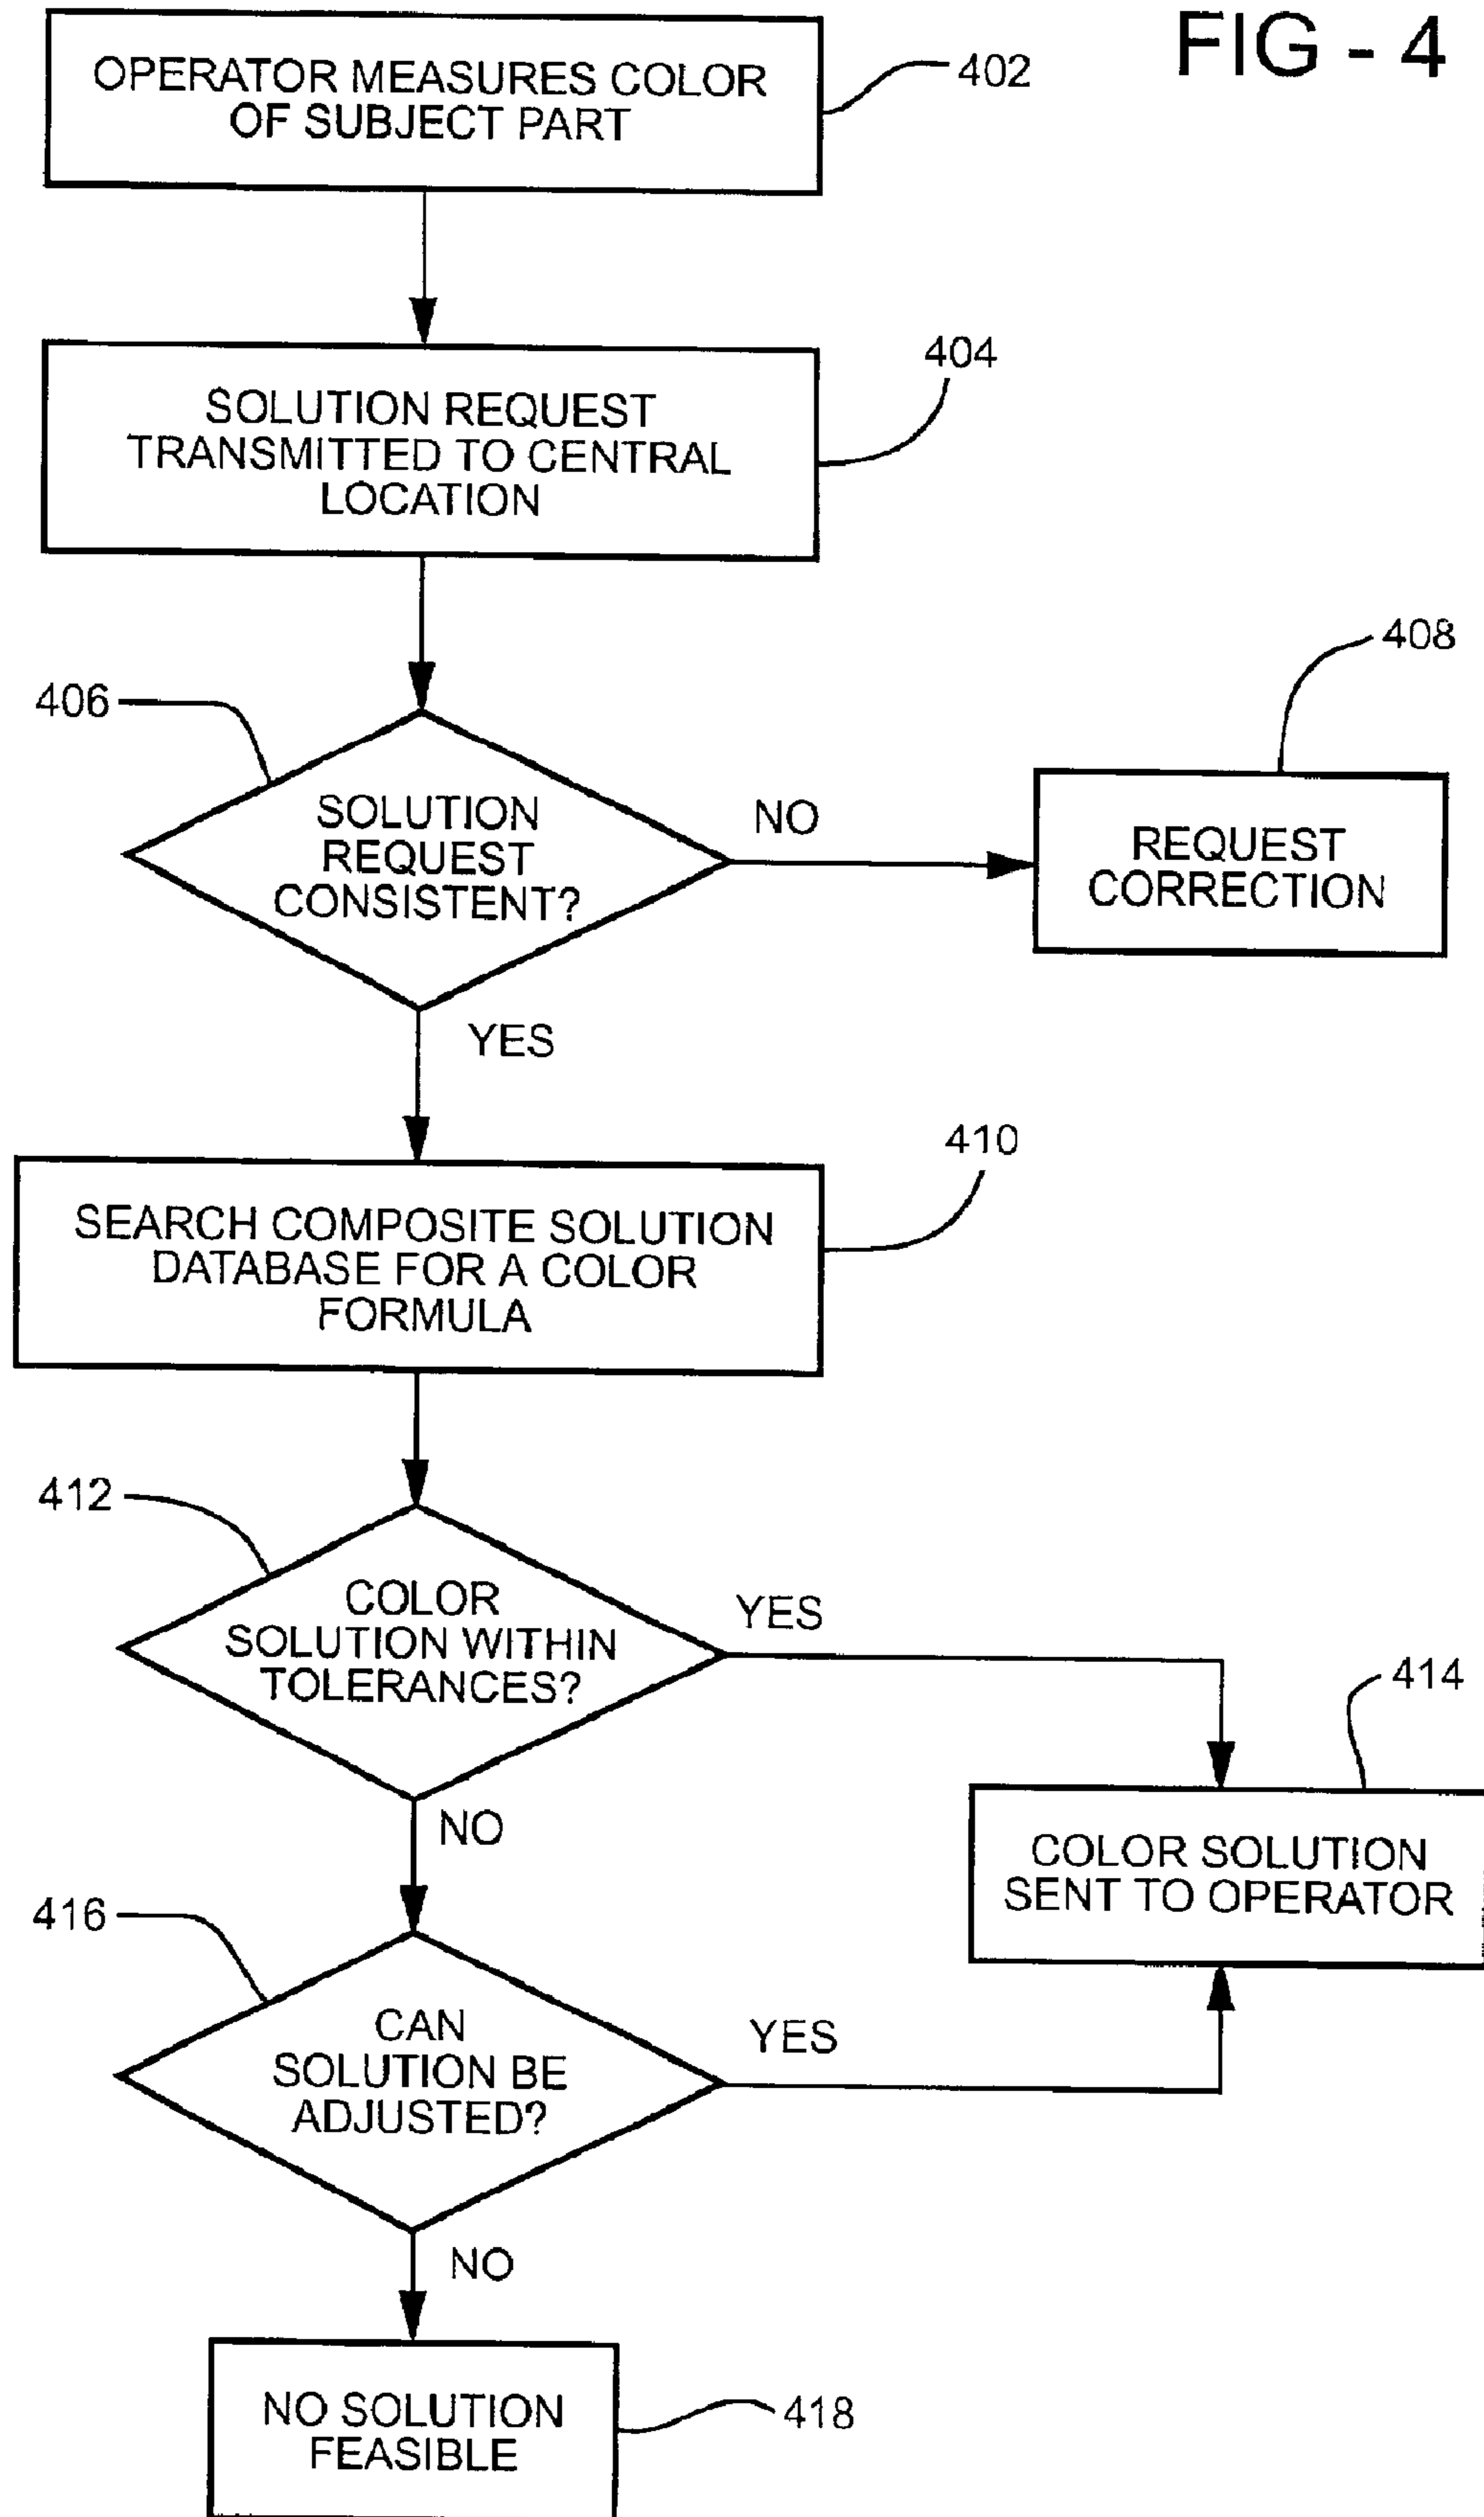 FIG - 4
OPERATOR MEASURES COLOR
OF SUBJECT PART
402
SOLUTION REQUEST
TRANSMITTED TO CENTRAL
LOCATION
404
406
SOLUTION
REQUEST
CONSISTENT?
NO
408
REQUEST
CORRECTION
YES
410
SEARCH COMPOSITE SOLUTION
DATABASE FOR A COLOR
FORMULA
412
COLOR
SOLUTION WITHIN
TOLERANCES?
YES
414
COLOR SOLUTION
SENT TO OPERATOR
NO
416
CAN
SOLUTION BE
ADJUSTED?
YES
NO
NO SOLUTION
FEASIBLE
418